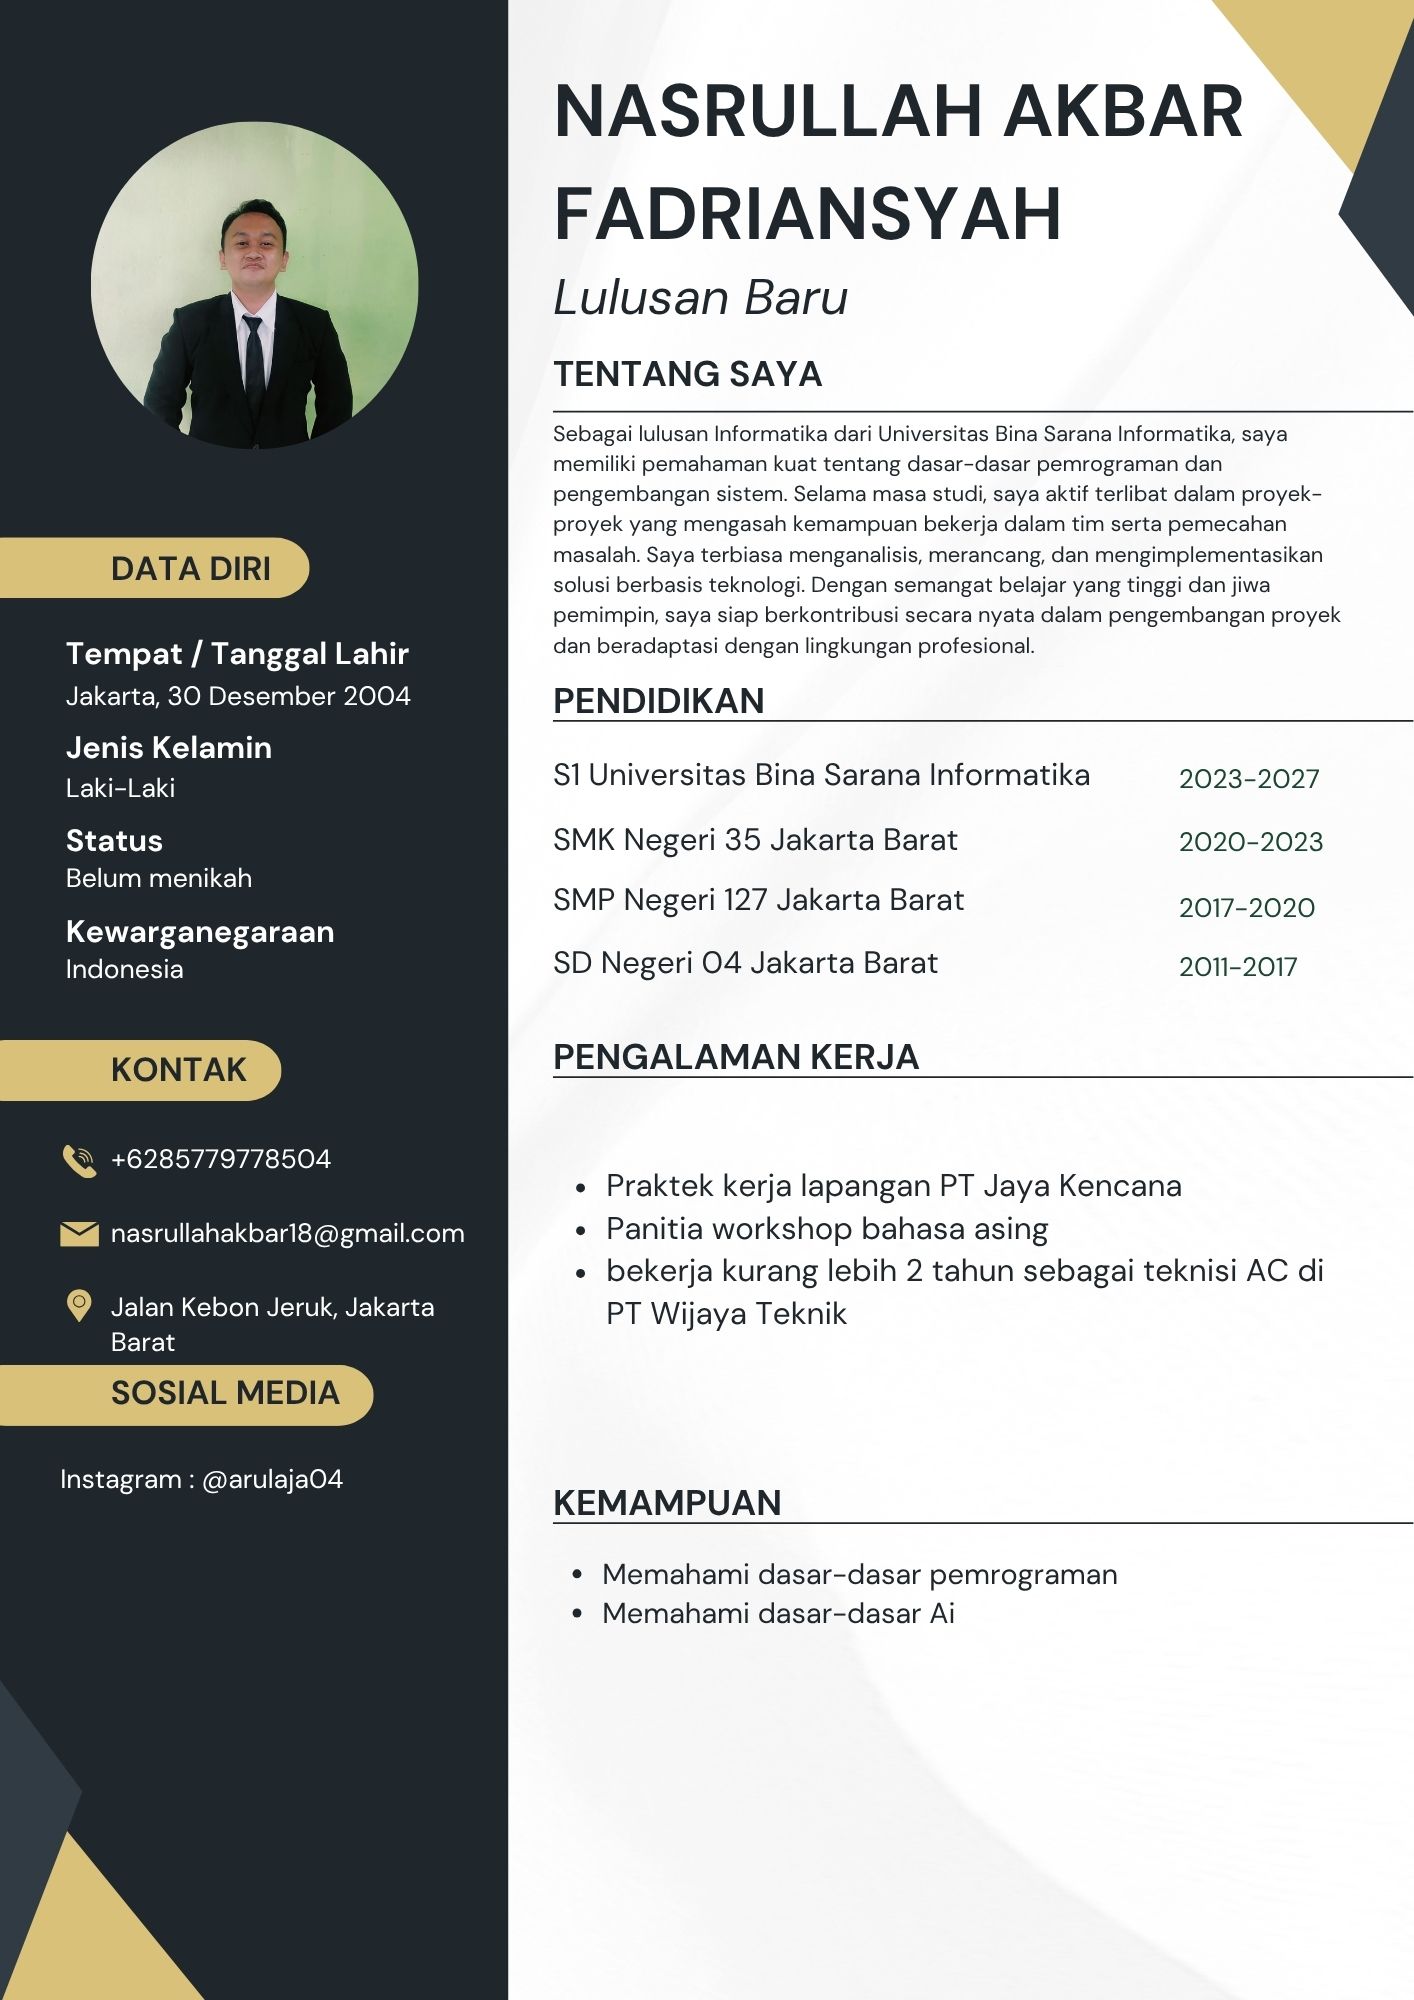 NASRULLAH AKBAR
FADRIANSYAH
Lulusan Baru
TENTANG SAYA
Sebagai lulusan Informatika dari Universitas Bina Sarana Informatika, saya
memiliki pemahaman kuat tentang dasar-dasar pemrograman dan
pengembangan sistem. Selama masa studi, saya aktif terlibat dalam proyek-
proyek yang mengasah kemampuan bekerja dalam tim serta pemecahan
masalah. Saya terbiasa menganalisis, merancang, dan mengimplementasikan
solusi berbasis teknologi. Dengan semangat belajar yang tinggi dan jiwa
pemimpin, saya siap berkontribusi secara nyata dalam pengembangan proyek
dan beradaptasi dengan lingkungan profesional.
PENDIDIKAN
S1 Universitas Bina Sarana Informatika 2023-2027
SMK Negeri 35 Jakarta Barat 2020-2023
SMP Negeri 127 Jakarta Barat 2017-2020
SD Negeri 04 Jakarta Barat 2011-2017
PENGALAMAN KERJA
• Praktek kerja lapangan PT Jaya Kencana
• Panitia workshop bahasa asing
• bekerja kurang lebih 2 tahun sebagai teknisi AC di
PT Wijaya Teknik
KEMAMPUAN
• Memahami dasar-dasar pemrograman
• Memahami dasar-dasar Ai
DATA DIRI
Tempat / Tanggal Lahir
Jakarta, 30 Desember 2004
Jenis Kelamin
Laki-Laki
Status
Belum menikah
Kewarganegaraan
Indonesia
KONTAK
+6285779778504
nasrullahakbar18@gmail.com
Jalan Kebon Jeruk, Jakarta
Barat
SOSIAL MEDIA
Instagram : @arulaja04